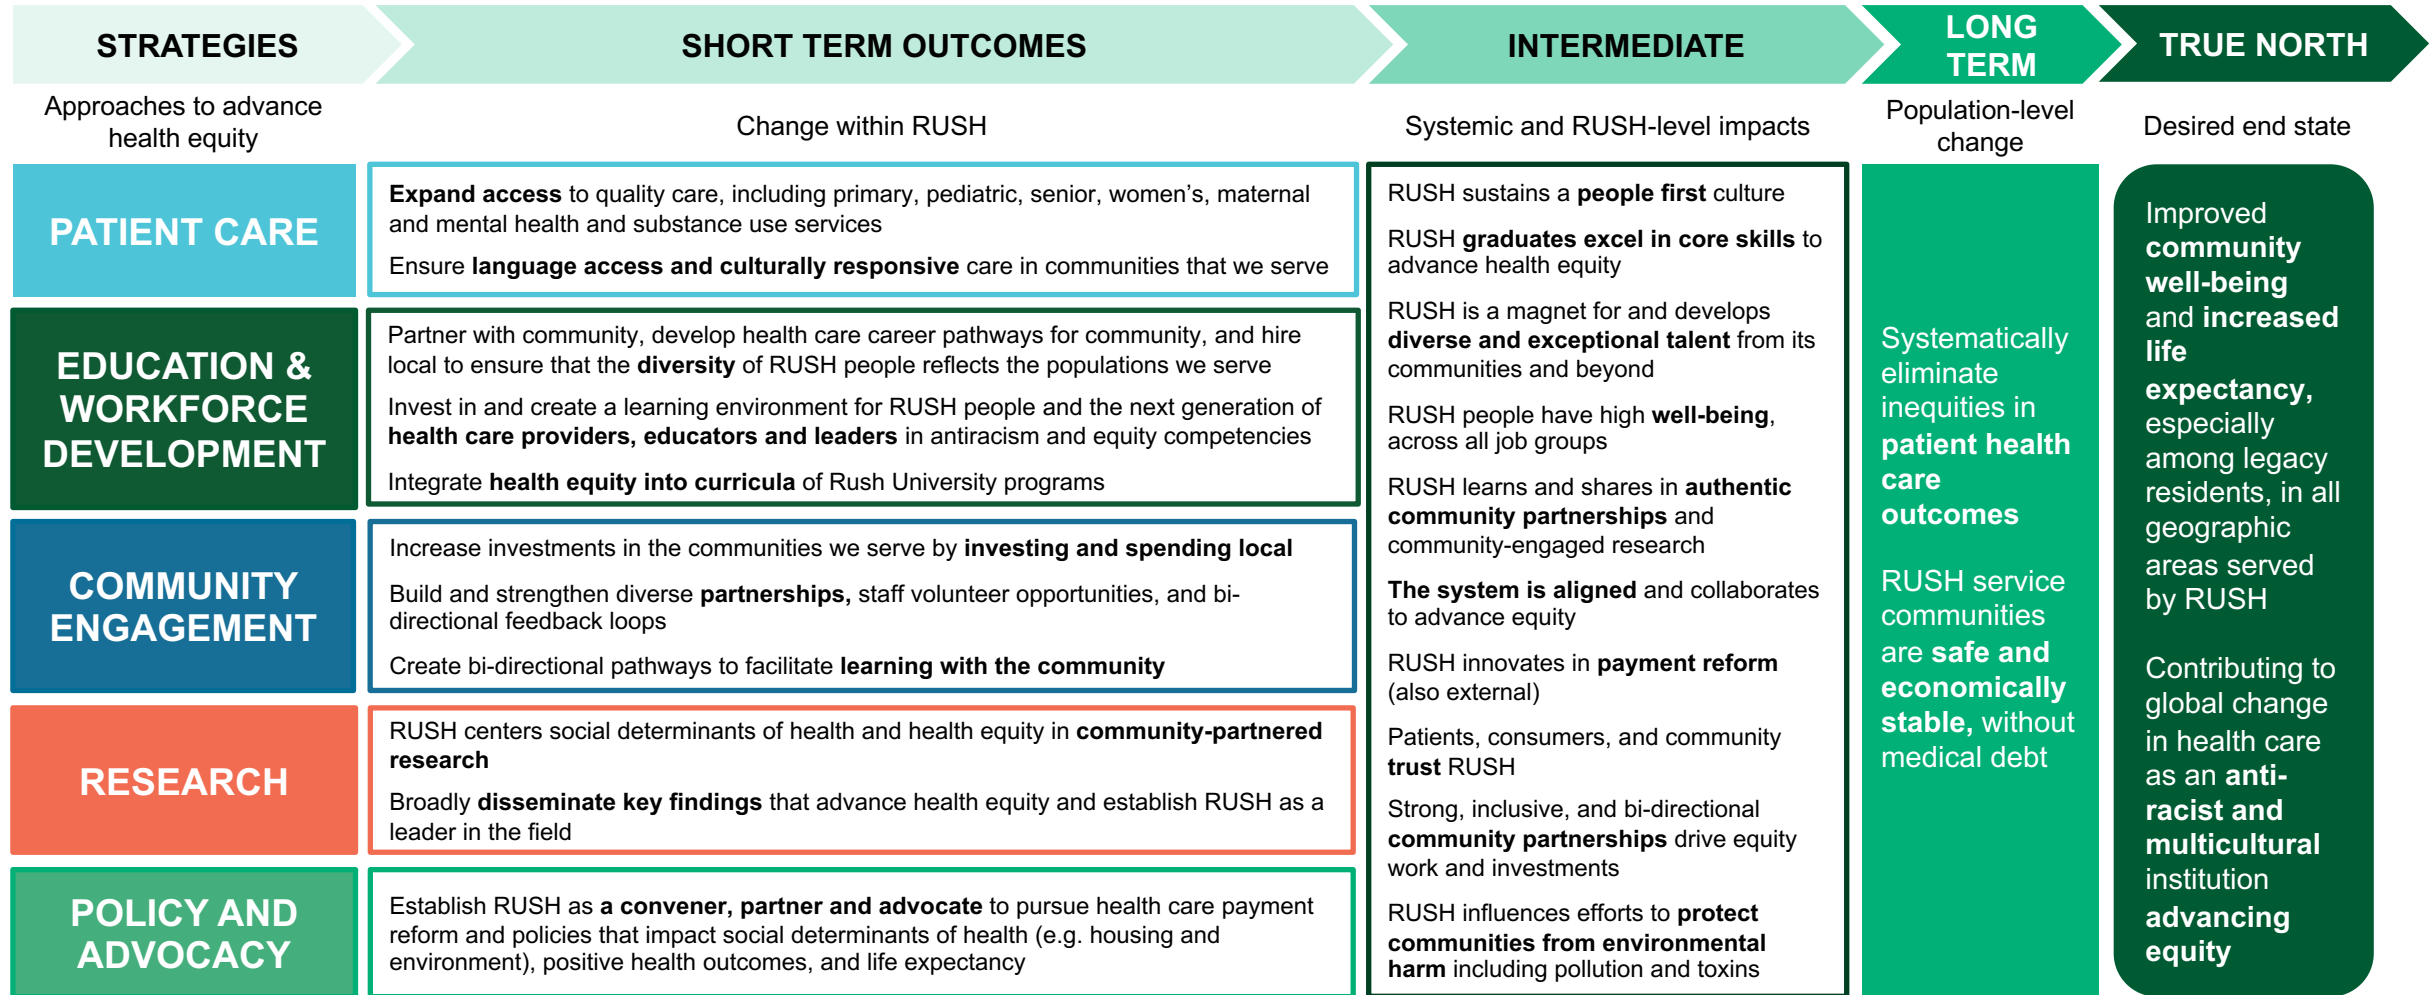 STRATEGIES
SHORT TERM OUTCOMES
INTERMEDIATE
LONG
TERM
TRUE NORTH
Approaches to advance
health equity
Change within RUSH
Systemic and RUSH-level impacts
Population-level
change
Desired end state
PATIENT CARE
Expand access to quality care, including primary, pediatric, senior, women’s, maternal
and mental health and substance use services
Ensure language access and culturally responsive care in communities that we serve
EDUCATION &
WORKFORCE
DEVELOPMENT
Partner with community, develop health care career pathways for community, and hire
local to ensure that the diversity of RUSH people reflects the populations we serve
Invest in and create a learning environment for RUSH people and the next generation of
health care providers, educators and leaders in antiracism and equity competencies
Integrate health equity into curricula of Rush University programs
COMMUNITY
ENGAGEMENT
Increase investments in the communities we serve by investing and spending local
Build and strengthen diverse partnerships, staff volunteer opportunities, and bi-
directional feedback loops
Create bi-directional pathways to facilitate learning with the community
RESEARCH
RUSH centers social determinants of health and health equity in community-partnered
research
Broadly disseminate key findings that advance health equity and establish RUSH as a
leader in the field
POLICY AND
ADVOCACY
Establish RUSH as a convener, partner and advocate to pursue health care payment
reform and policies that impact social determinants of health (e.g. housing and
environment), positive health outcomes, and life expectancy
RUSH sustains a people first culture
RUSH graduates excel in core skills to
advance health equity
RUSH is a magnet for and develops
diverse and exceptional talent from its
communities and beyond
RUSH people have high well-being,
across all job groups
RUSH learns and shares in authentic
community partnerships and
community-engaged research
The system is aligned and collaborates
to advance equity
RUSH innovates in payment reform
(also external)
Patients, consumers, and community
trust RUSH
Strong, inclusive, and bi-directional
community partnerships drive equity
work and investments
RUSH influences efforts to protect
communities from environmental
harm including pollution and toxins
Systematically
eliminate
inequities in
patient health
care
outcomes
RUSH service
communities
are safe and
economically
stable, without
medical debt
Improved
community
well-being
and increased
life
expectancy,
especially
among legacy
residents, in all
geographic
areas served
by RUSH
Contributing to
global change
in health care
as an anti-
racist and
multicultural
institution
advancing
equity